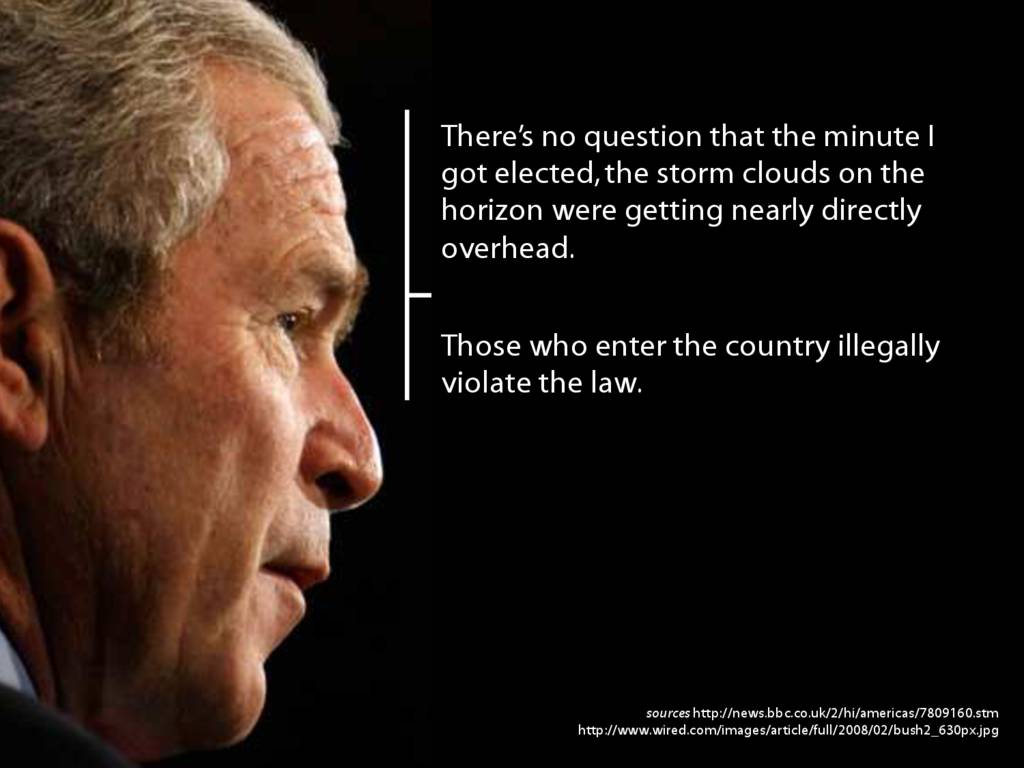 There's no question that the minute I
got elected, the storm clouds on the
horizon were getting nearly directly
overhead.
Those who enter the country illegally
violate the law.
sources http://news.bbc.co.uk/2/hi/americas/7809160.stm
http://www.wired.com/images/article/full/2008/02/bush2_630px.jpg